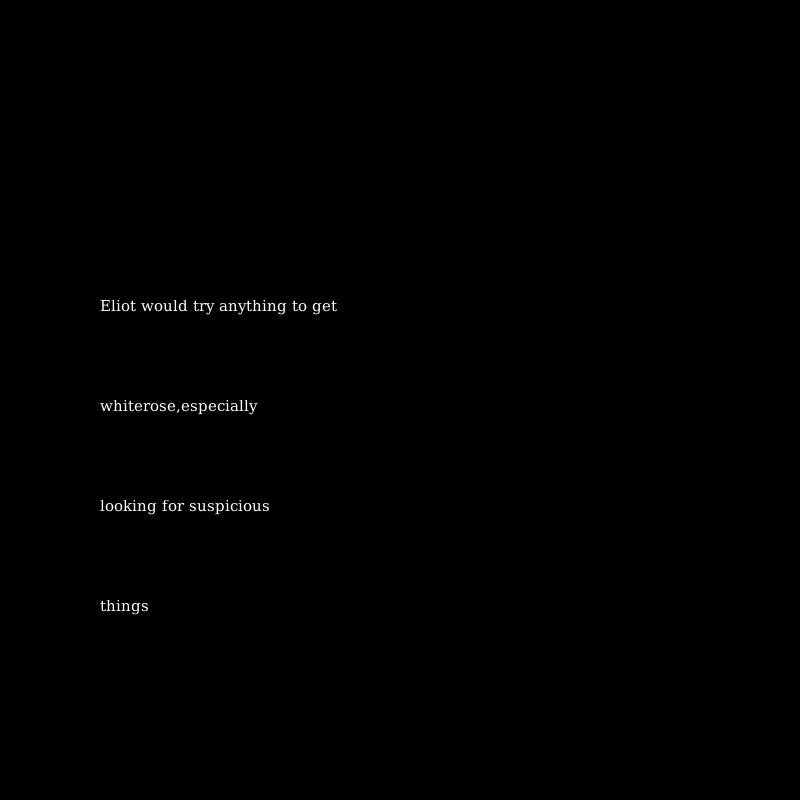 Eliot would try anything to get
whiterose,especially
looking for suspicious
things